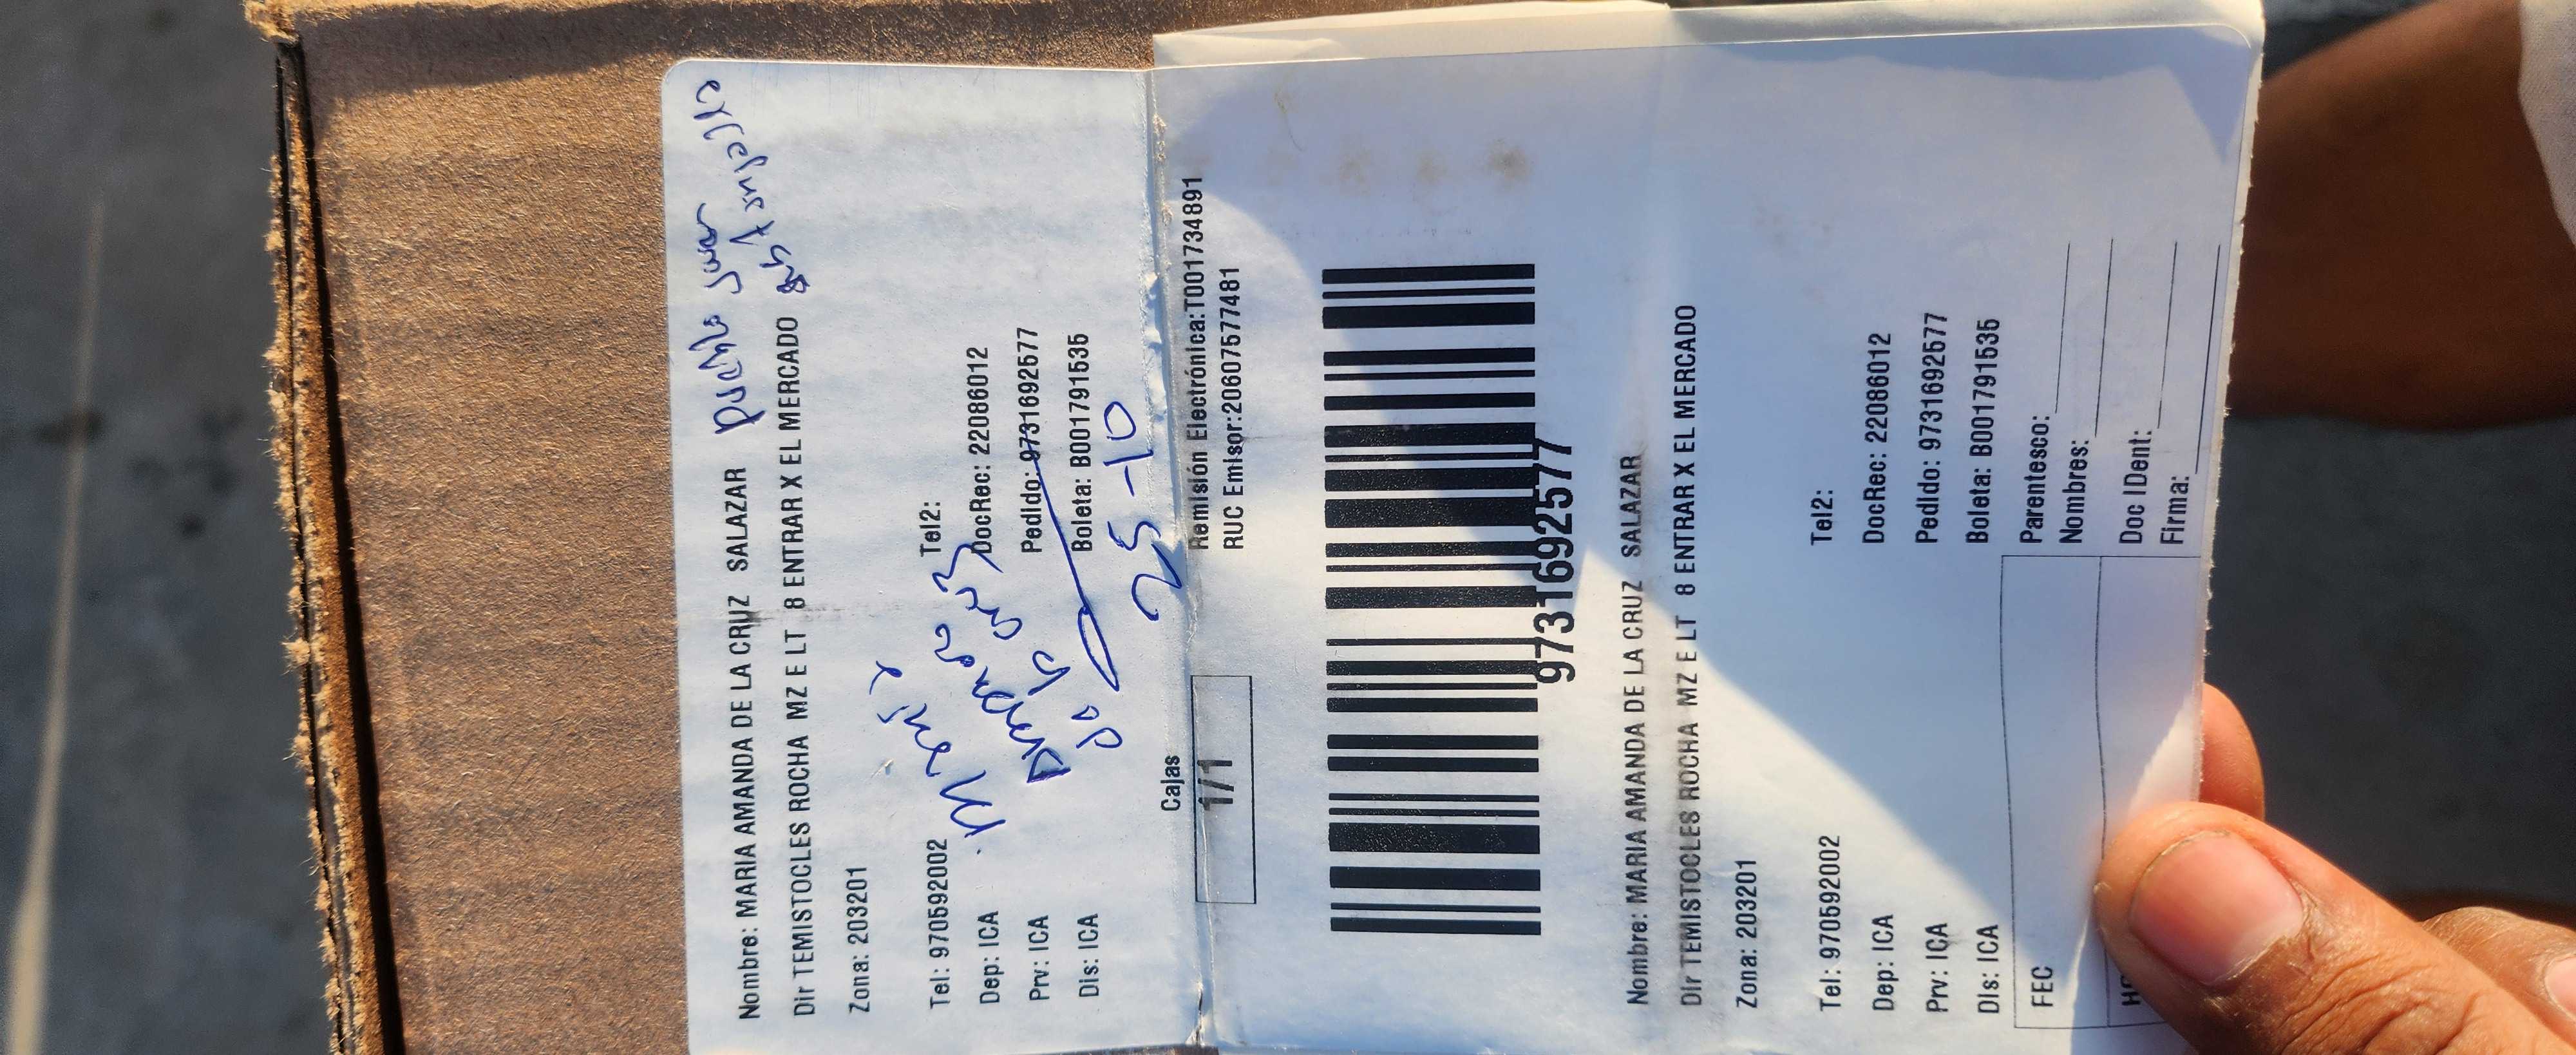 Pueblo Jnan
Nombre: MARIA AMANDA DE LA CRUZ SALAZAR
Dir TEMISTOCLES ROCHA MZ E LT 8 ENTRAR X EL MERCADO
Zona: 203201
Tel: 970592002 Tel2:
Dep: ICA DocRec: 22086012
Prv: ICA Pedido: 9731692577
Dis: ICA Boleta: B001791535
25-10
Cajas
1/1
Remisión Electrónica:T001734891
RUC Emisor:20607577481
9731692577
Nombre: MARIA AMANDA DE LA CRUZ SALAZAR
Dir TEMISTOCLES ROCHA MZ E LT 8 ENTRAR X EL MERCADO
Zona: 203201
Tel: 970592002 Tel2:
Dep: ICA DocRec: 22086012
Prv: ICA Pedido: 9731692577
Dis: ICA Boleta: B001791535
FEC
Parentesco:
Nombres:
Doc IDent:
Firma: